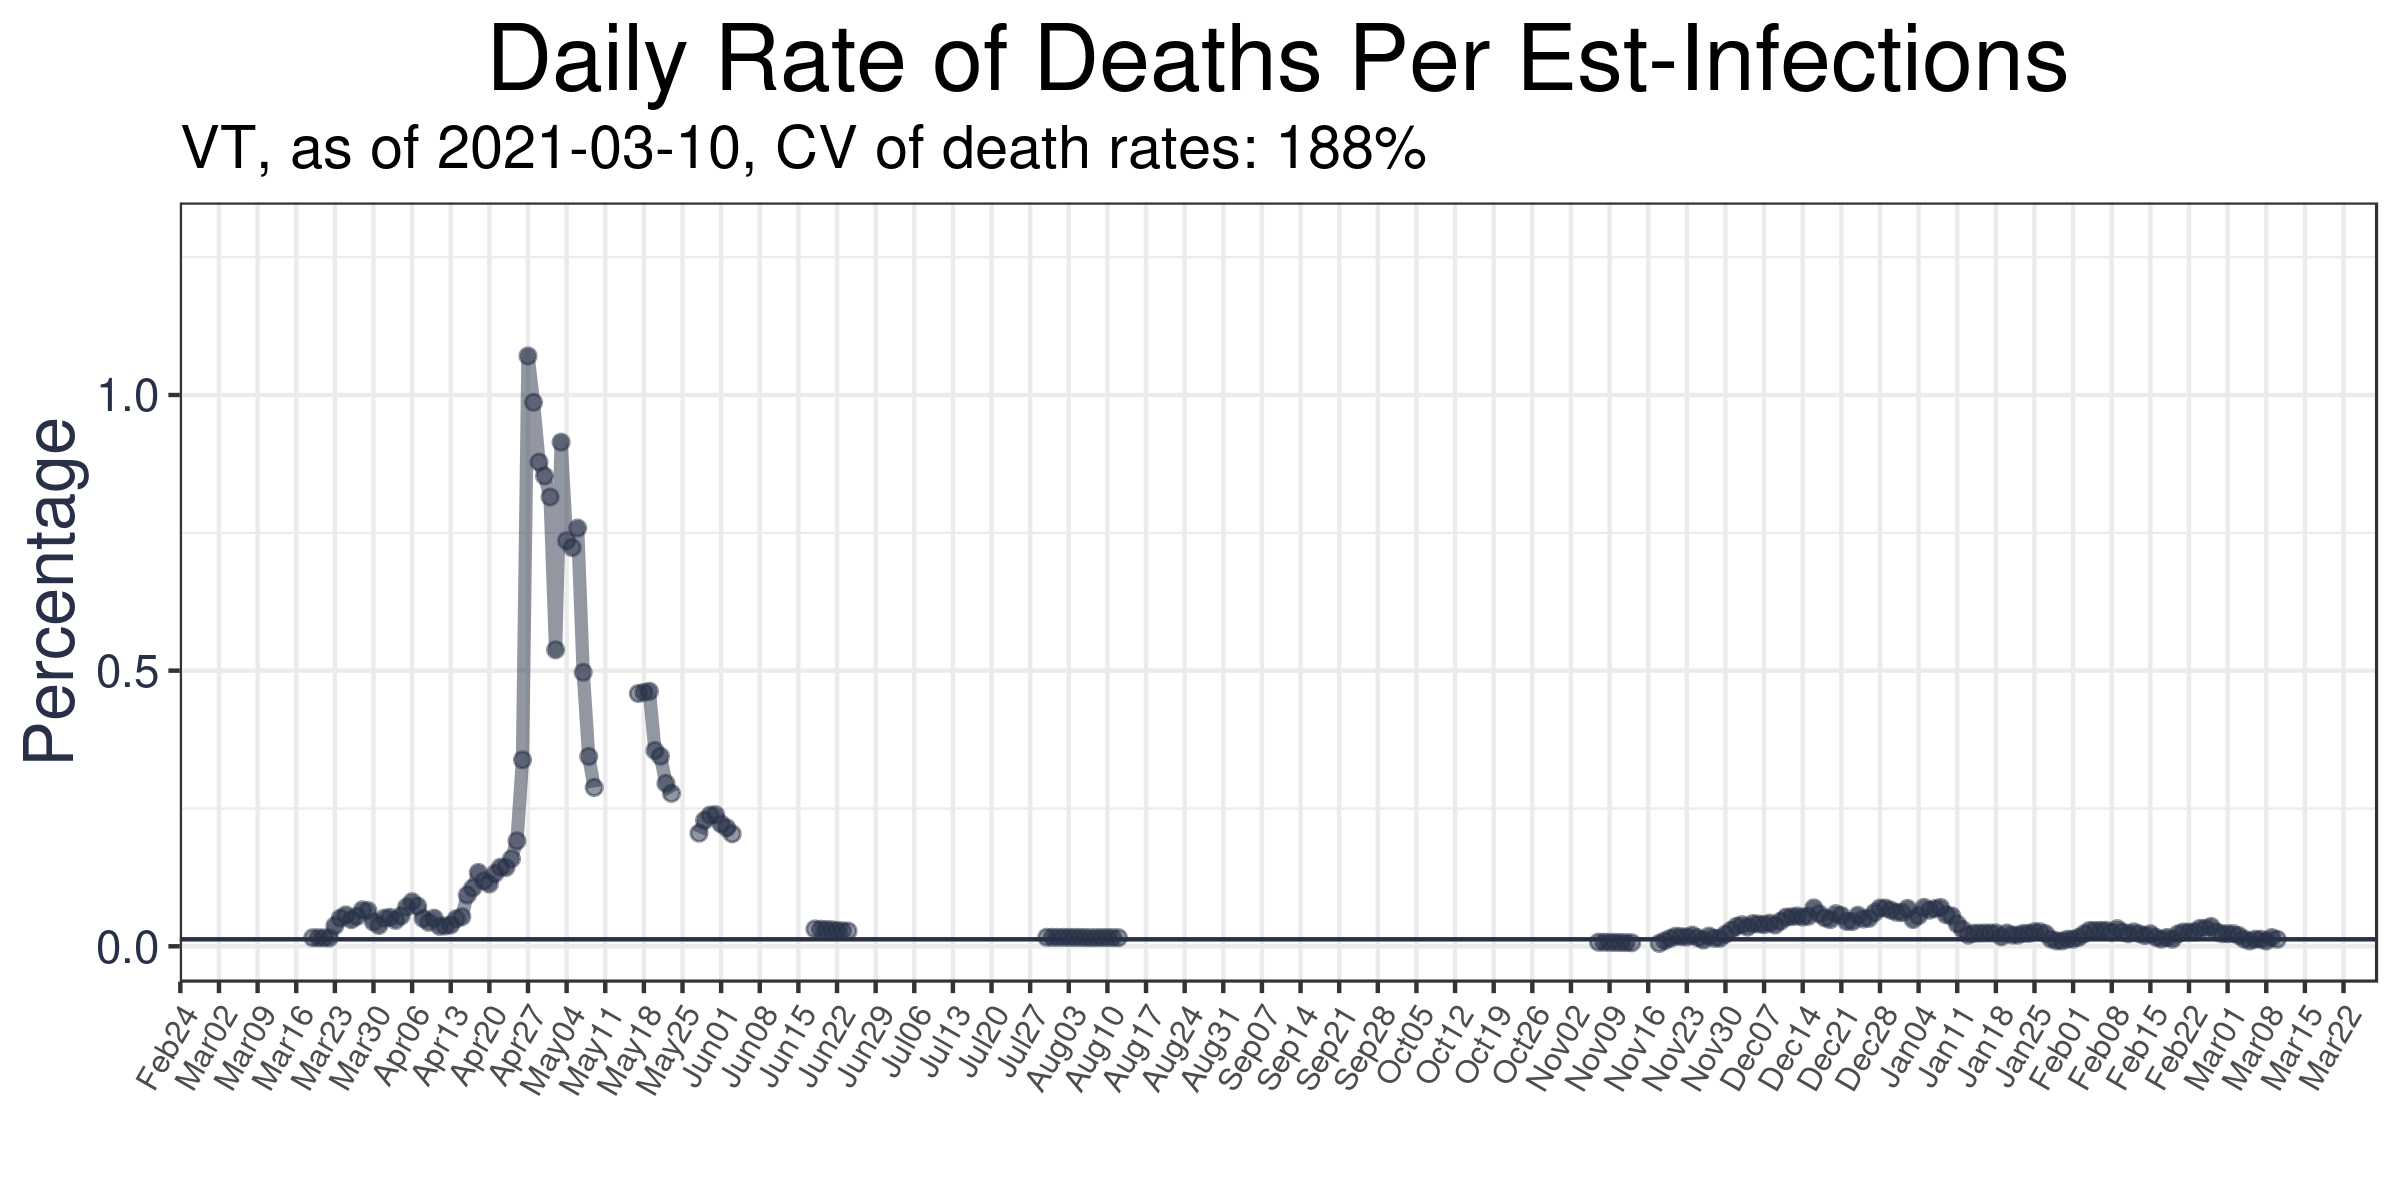 Daily Rate of Deaths Per Est-Infections
VT, as of 2021-03-10, CV of death rates: 188%
Percentage
1.0
0.5
0.0
Feb24
Mar02
Mar09
Mar16
Mar23
Mar30
Apr06
Apr13
Apr20
Apr27
May04
May11
May18
May25
Jun01
Jun08
Jun15
Jun22
Jun29
Jul06
Jul13
Jul20
Jul27
Aug03
Aug10
Aug17
Aug24
Aug31
Sep07
Sep14
Sep21
Sep28
Oct05
Oct12
Oct19
Oct26
Nov02
Nov09
Nov16
Nov23
Nov30
Dec07
Dec14
Dec21
Dec28
Jan04
Jan11
Jan18
Jan25
Feb01
Feb08
Feb15
Feb22
Mar01
Mar08
Mar15
Mar22